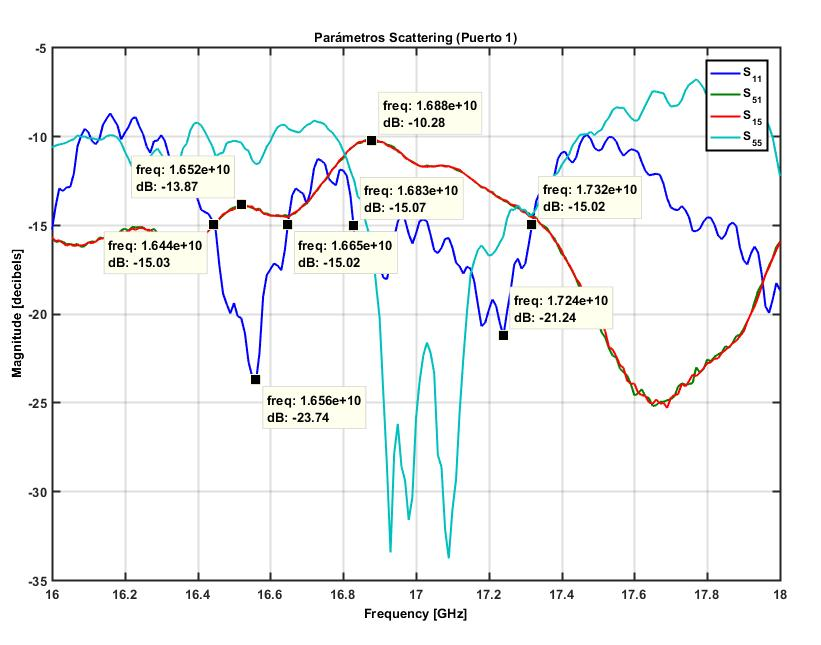 Parámetros Scattering (Puerto 1)
-5
-10
-15
-20
-25
-30
-35
Magnitude [decibels]
S11
S51
S15
S55
freq: 1.688e+10
dB: -10.28
freq: 1.652e+10
dB: -13.87
freq: 1.683e+10
dB: -15.07
freq: 1.732e+10
dB: -15.02
freq: 1.644e+10
dB: -15.03
freq: 1.665e+10
dB: -15.02
freq: 1.724e+10
dB: -21.24
freq: 1.656e+10
dB: -23.74
16 16.2 16.4 16.6 16.8 17 17.2 17.4 17.6 17.8 18
Frequency [GHz]